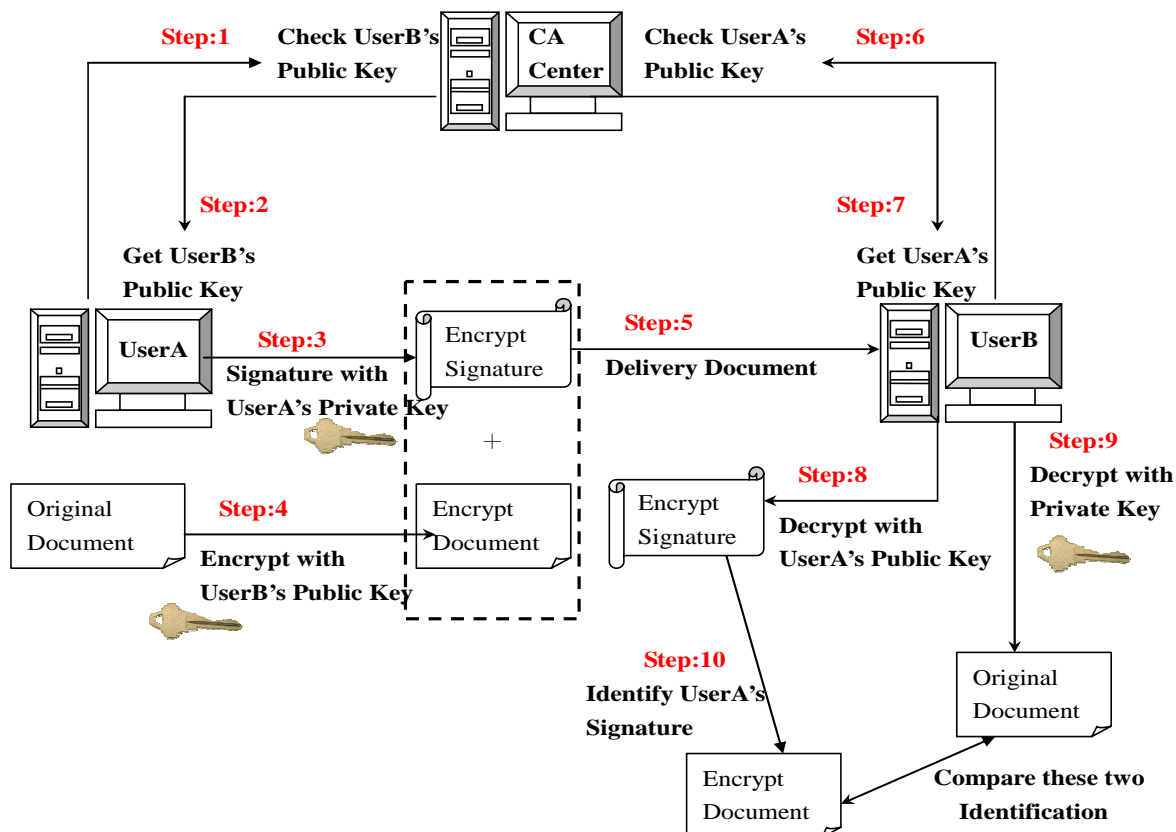 Step:1
Check UserB's
Public Key
CA
Center
Check UserA's
Public Key
Step:6
Step:2
Get UserB's
Public Key
Step:7
Get UserA's
Public Key
UserA
Step:3
Signature with
UserA's Private Key
Encrypt
Signature
Step:5
Delivery Document
UserB
+
Original
Document
Step:4
Encrypt with
UserB's Public Key
Encrypt
Document
Encrypt
Signature
Step:8
Decrypt with
UserA's Public Key
Step:9
Decrypt with
Private Key
Step:10
Identify UserA's
Signature
Original
Document
Encrypt
Document
Compare these two
Identification